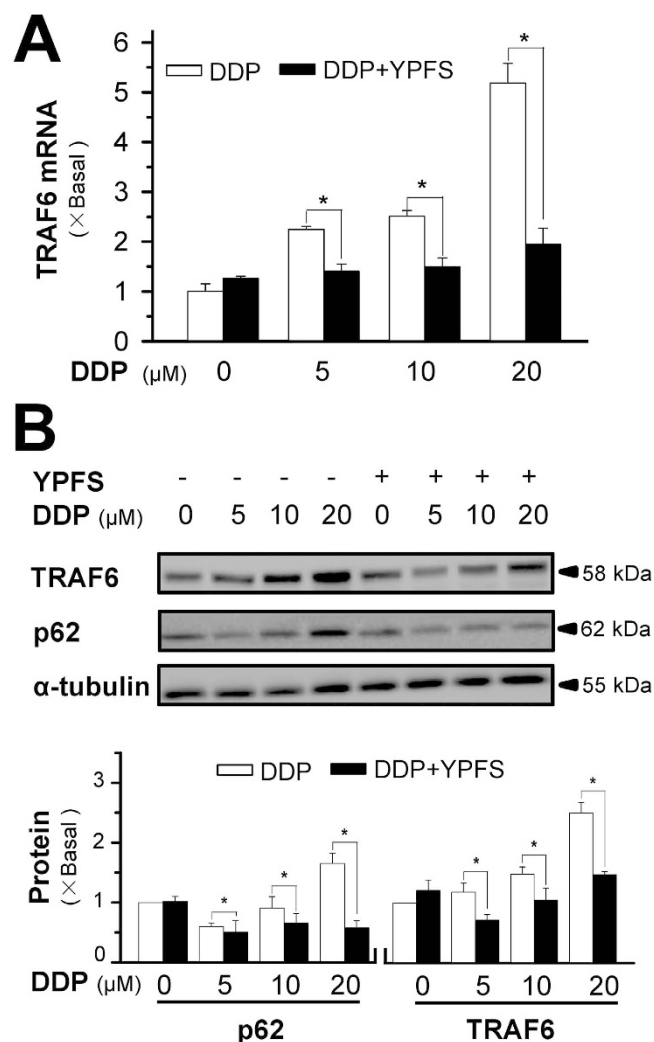 A
TRAF6 mRNA
(×Basal)
6
5
4
3
2
1
0
DDP DDP+YPFS
* * *
DDP (μM) 0 5 10 20
B
YPFS - - - - + + + +
DDP (μM) 0 5 10 20 0 5 10 20
TRAF6 58 kDa
p62 62 kDa
α-tubulin 55 kDa
Protein
(×Basal)
3
2
1
0
DDP DDP+YPFS
* * * * * *
DDP (μM) 0 5 10 20 0 5 10 20
p62 TRAF6